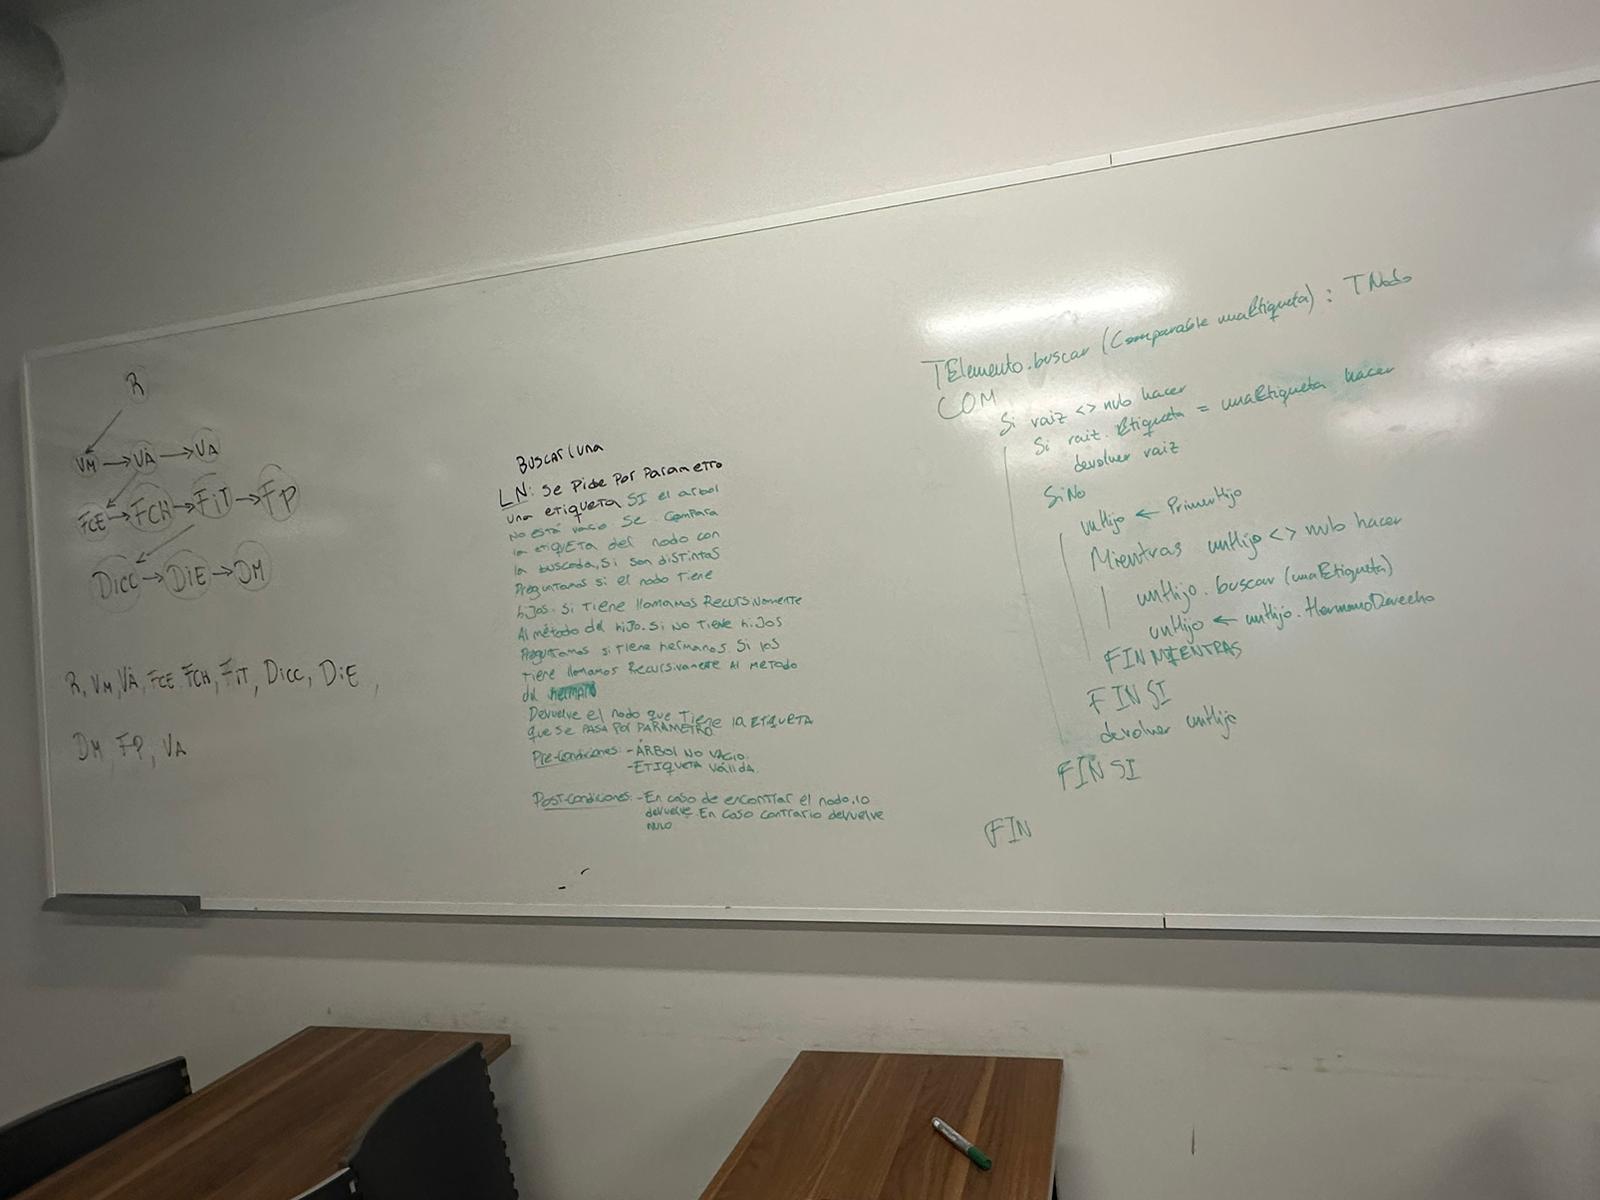 R
VM → VA → VA
FCE → FCH → FiT → FP
Dicc → DiE → DM
R, VM, VA, FCE, FCH, FiT, Dicc, DiE,
DM, FP, VA
BUSCAR(una
LN: Se Pide Por Parametro
una etiqueta SI el arbol
no está vacio se compara
la etiqueta del nodo con
la buscada, si son distintas
Preguntamos si el nodo tiene
hijos. Si tiene llamamos Recursivamente
Al método del hijo. Si no tiene hijos
Preguntamos si tiene hermanos. Si los
tiene llamamos Recursivamente Al metodo
del hermano
Devuelve el nodo que Tiene la ETIQUETA
que se PASA POR PARAMETRO
Pre-condiciones: - ÁRBOL NO VACIO.
- ETIQUETA VÁLIDA.
Post-condiciones: - En caso de encontrar el nodo, lo
devuelve. En caso contrario devuelve
nulo
TElemento.buscar (Comparable unaEtiqueta) : TNodo
COM
Si raiz <> nulo hacer
Si raiz.Etiqueta = unaEtiqueta hacer
devolver raiz
SiNo
unHijo ← PrimerHijo
Mientras unHijo <> nulo hacer
unHijo.buscar (unaEtiqueta)
unHijo ← unHijo.HermanoDerecho
FIN MIENTRAS
FIN SI
devolver unHijo
FIN SI
FIN